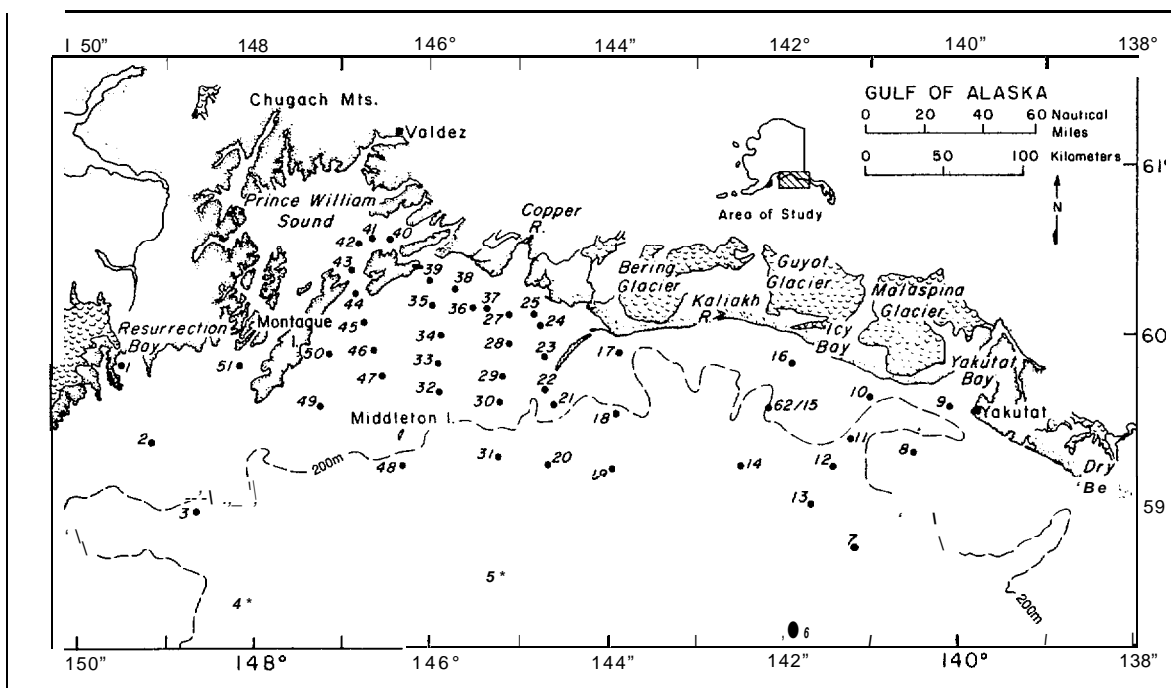 I 50" 148 146° 144° 142° 140° 138°
GULF OF ALASKA
0 20 40 60 Nautical
Miles
0 50 100 Kilometers
61°
N
Chugach Mts.
Valdez
Area of Study
Prince William
Sound
Copper
R.
42 41 40
43
39
38
Bering
Glacier
Guyot
Glacier
Malaspina
Glacier
44
35
36
37
27
25
24
Kaliakh
R.
Resurrection
Bay
Montague
I.
45
Icy
Bay
60
50 46
34
28
23
17
16
Yakutat
Bay
1
51
33
47
29
22
32
30
21
49
Middleton I.
18
62/15
10
9
Yakutat
2
11
8
200m
48
31
20
19
14
12
Dry
'Be
3
13
59
7
5*
4*
200m
6
150" 148° 146" 144" 142" 140° 138"